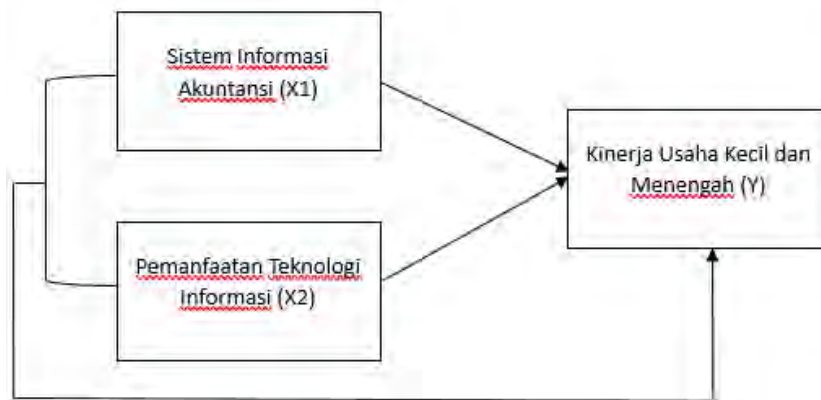 Sistem Informasi
Akuntansi (X1)
Kinerja Usaha Kecil dan
Menengah (Y)
Pemanfaatan Teknologi
Informasi (X2)